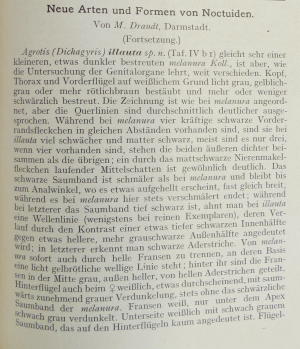 Neue Arten und Formen von Noctuiden.
Von M. Draudt, Darmstadt.
(Fortsetzung.)
Agrotis (Dichagyris) illauta sp. n. (Taf. IV b 1) gleicht sehr einer
kleineren, etwas dunkler bestreuten melanura Koll., ist aber, wie
die Untersuchung der Genitalorgane lehrt, weit verschieden. Kopf,
Thorax und Vorderflügel auf weißlichem Grund licht grau, gelblich-
grau oder mehr rötlichbraun bestäubt und mehr oder weniger
schwärzlich bestreut. Die Zeichnung ist wie bei melanura angeord-
net, aber die Querlinien sind durchschnittlich deutlicher ausge-
sprochen. Während bei melanura vier kräftige schwarze Vorder-
randsfleckchen in gleichen Abständen vorhanden sind, sind sie bei
illauta viel schwächer und matter schwarz, meist sind es nur drei,
wenn vier vorhanden sind, stehen die beiden äußeren dichter bei-
sammen als die übrigen; ein durch das mattschwarze Nierenmakel-
fleckchen laufender Mittelschatten ist gewöhnlich deutlich. Das
schwarze Saumband ist schmäler als bei melanura und bleibt bis
zum Analwinkel, wo es etwas aufgehellt erscheint, fast gleich breit,
während es bei melanura hier stets verschmälert endet; während
bei letzterer das Saumband tief schwarz ist, ahnt man bei illauta
eine Wellenlinie (wenigstens bei reinen Exemplaren), deren Ver-
lauf durch den Kontrast einer etwas tiefer schwarzen Innenhälfte
gegen etwas hellere, mehr grauschwarze Außenhälfte angedeutet
wird; in letzterer erkennt man schwarze Aderstriche. Von melan-
ura sofort auch durch helle Fransen zu trennen, an deren Basis
eine licht gelbrötliche wellige Linie steht; hinter ihr sind die Fran-
sen in der Mitte grau, außen heller, von hellen Aderstrichen geteilt.
Hinterflügel auch beim ♀ weißlich, etwas durchscheinend, mit saum-
wärts zunehmend grauer Verdunkelung, stets ohne das schwärzliche
Saumband der melanura. Fransen weiß, nur unter dem Apex
schwach grau verdunkelt. Unterseite weißlich mit schwach grauem
Saumband, das auf den Hinterflügeln kaum angedeutet ist. Flügel-